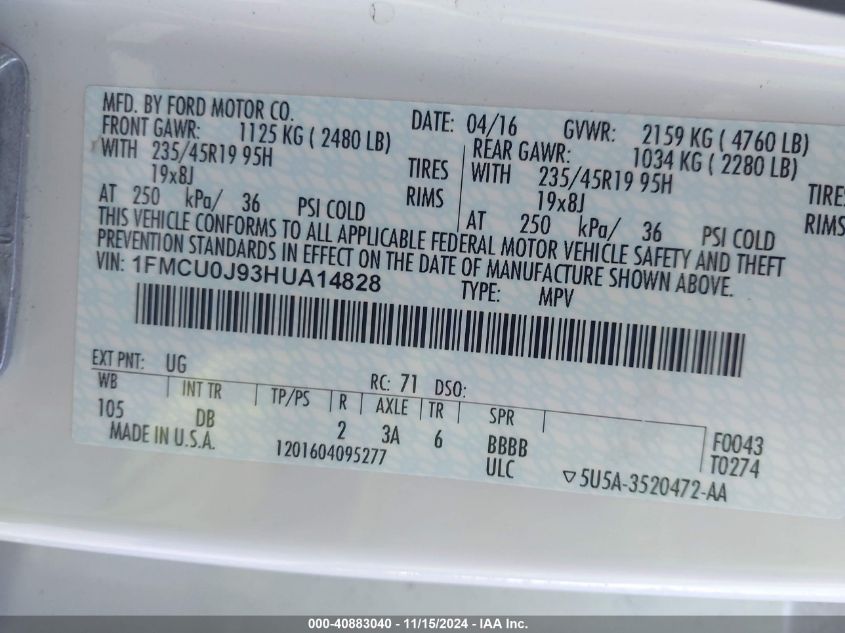 MFD. BY FORD MOTOR CO.
DATE: 04/16 GVWR: 2159 KG ( 4760 LB)
FRONT GAWR: 1125 KG ( 2480 LB) REAR GAWR: 1034 KG ( 2280 LB)
WITH 235/45R19 95H TIRES WITH 235/45R19 95H TIRES
19x8J RIMS 19x8J RIMS
AT 250 kPa/ 36 PSI COLD AT 250 kPa/ 36 PSI COLD
THIS VEHICLE CONFORMS TO ALL APPLICABLE FEDERAL MOTOR VEHICLE SAFETY AND THEFT
PREVENTION STANDARDS IN EFFECT ON THE DATE OF MANUFACTURE SHOWN ABOVE.
VIN: 1FMCU0J93HUA14828 TYPE: MPV
EXT PNT: UG RC: 71 DSO:
WB INT TR TP/PS R AXLE TR SPR
105 DB 2 3A 6 BBBB F0043
MADE IN U.S.A. 1201604095277 ULC T0274
5U5A-3520472-AA
000-40883040 - 11/15/2024 - IAA Inc.